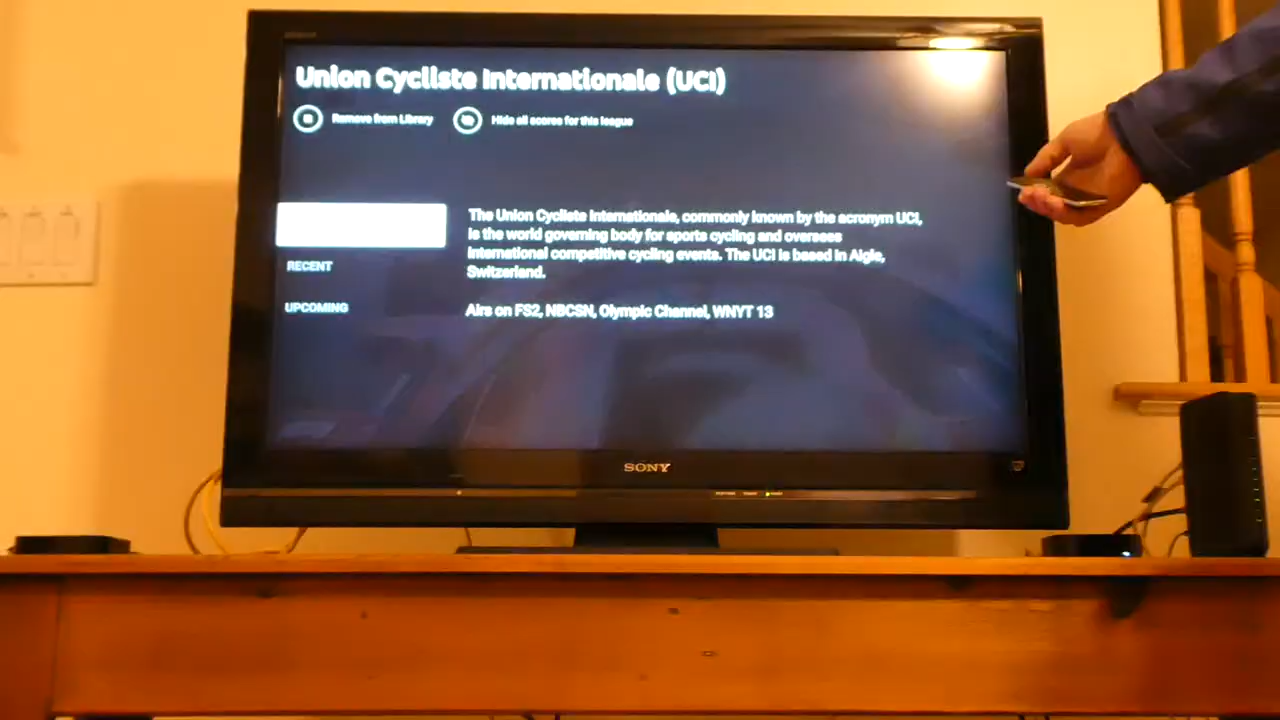 Union Cycliste Internationale (UCI)
Remove from Library
Hide all scores for this league
The Union Cycliste Internationale, commonly known by the acronym UCI,
is the world governing body for sports cycling and oversees
international competitive cycling events. The UCI is based in Aigle,
Switzerland.
RECENT
UPCOMING
Airs on FS2, NBCSN, Olympic Channel, WNYT 13
SONY